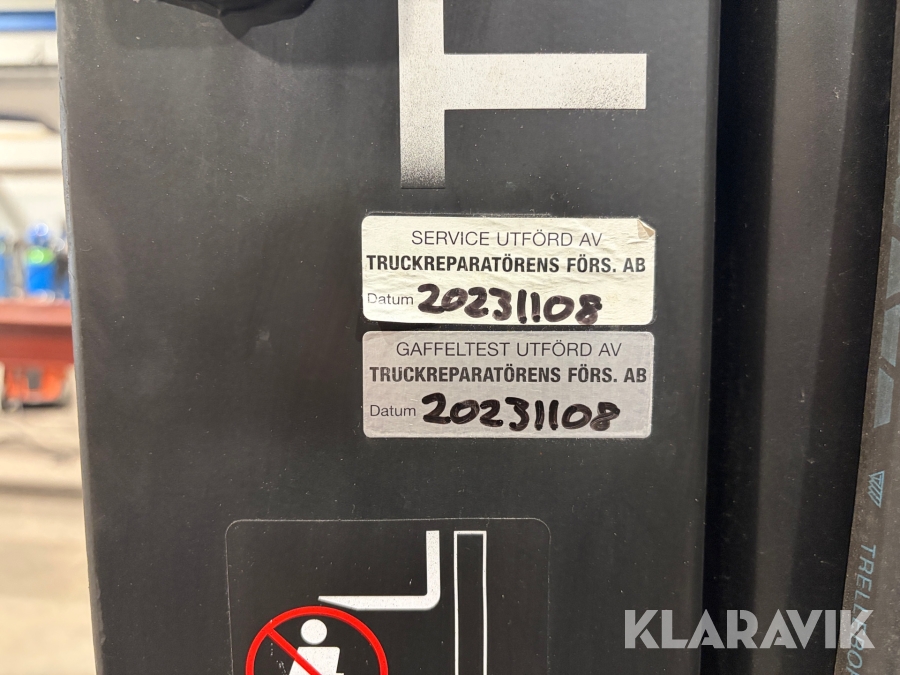 SERVICE UTFÖRD AV
TRUCKREPARATÖRENS FÖRS. AB
Datum 20231108
GAFFELTEST UTFÖRD AV
TRUCKREPARATÖRENS FÖRS. AB
Datum 20231108
KLARAVIK